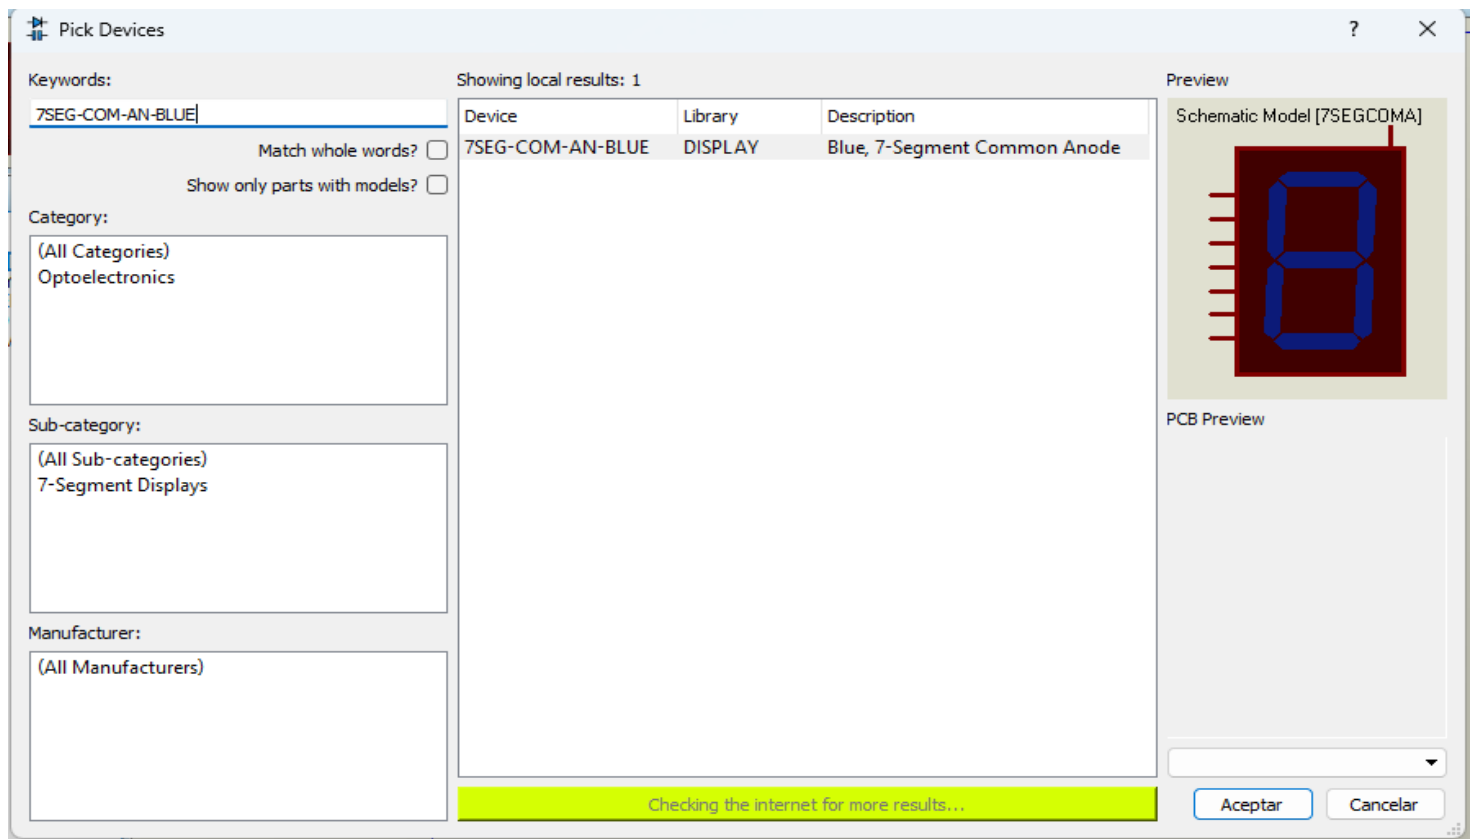 Pick Devices
?
Keywords:
7SEG-COM-AN-BLUE
Match whole words?
Show only parts with models?
Category:
(All Categories)
Optoelectronics
Sub-category:
(All Sub-categories)
7-Segment Displays
Manufacturer:
(All Manufacturers)
Showing local results: 1
Device Library Description
7SEG-COM-AN-BLUE DISPLAY Blue, 7-Segment Common Anode
Checking the internet for more results...
Preview
Schematic Model [7SEGCOMA]
PCB Preview
Aceptar Cancelar